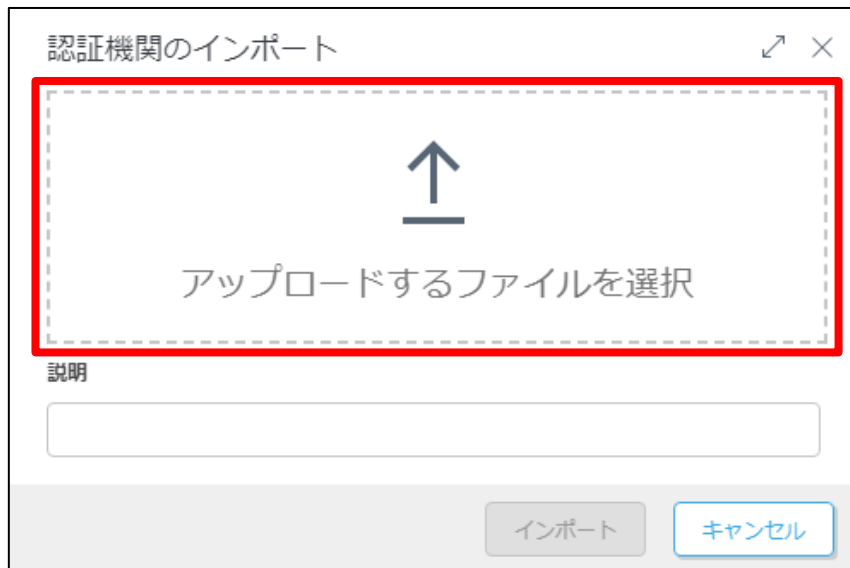 認証機関のインポート
アップロードするファイルを選択
説明
インポート
キャンセル